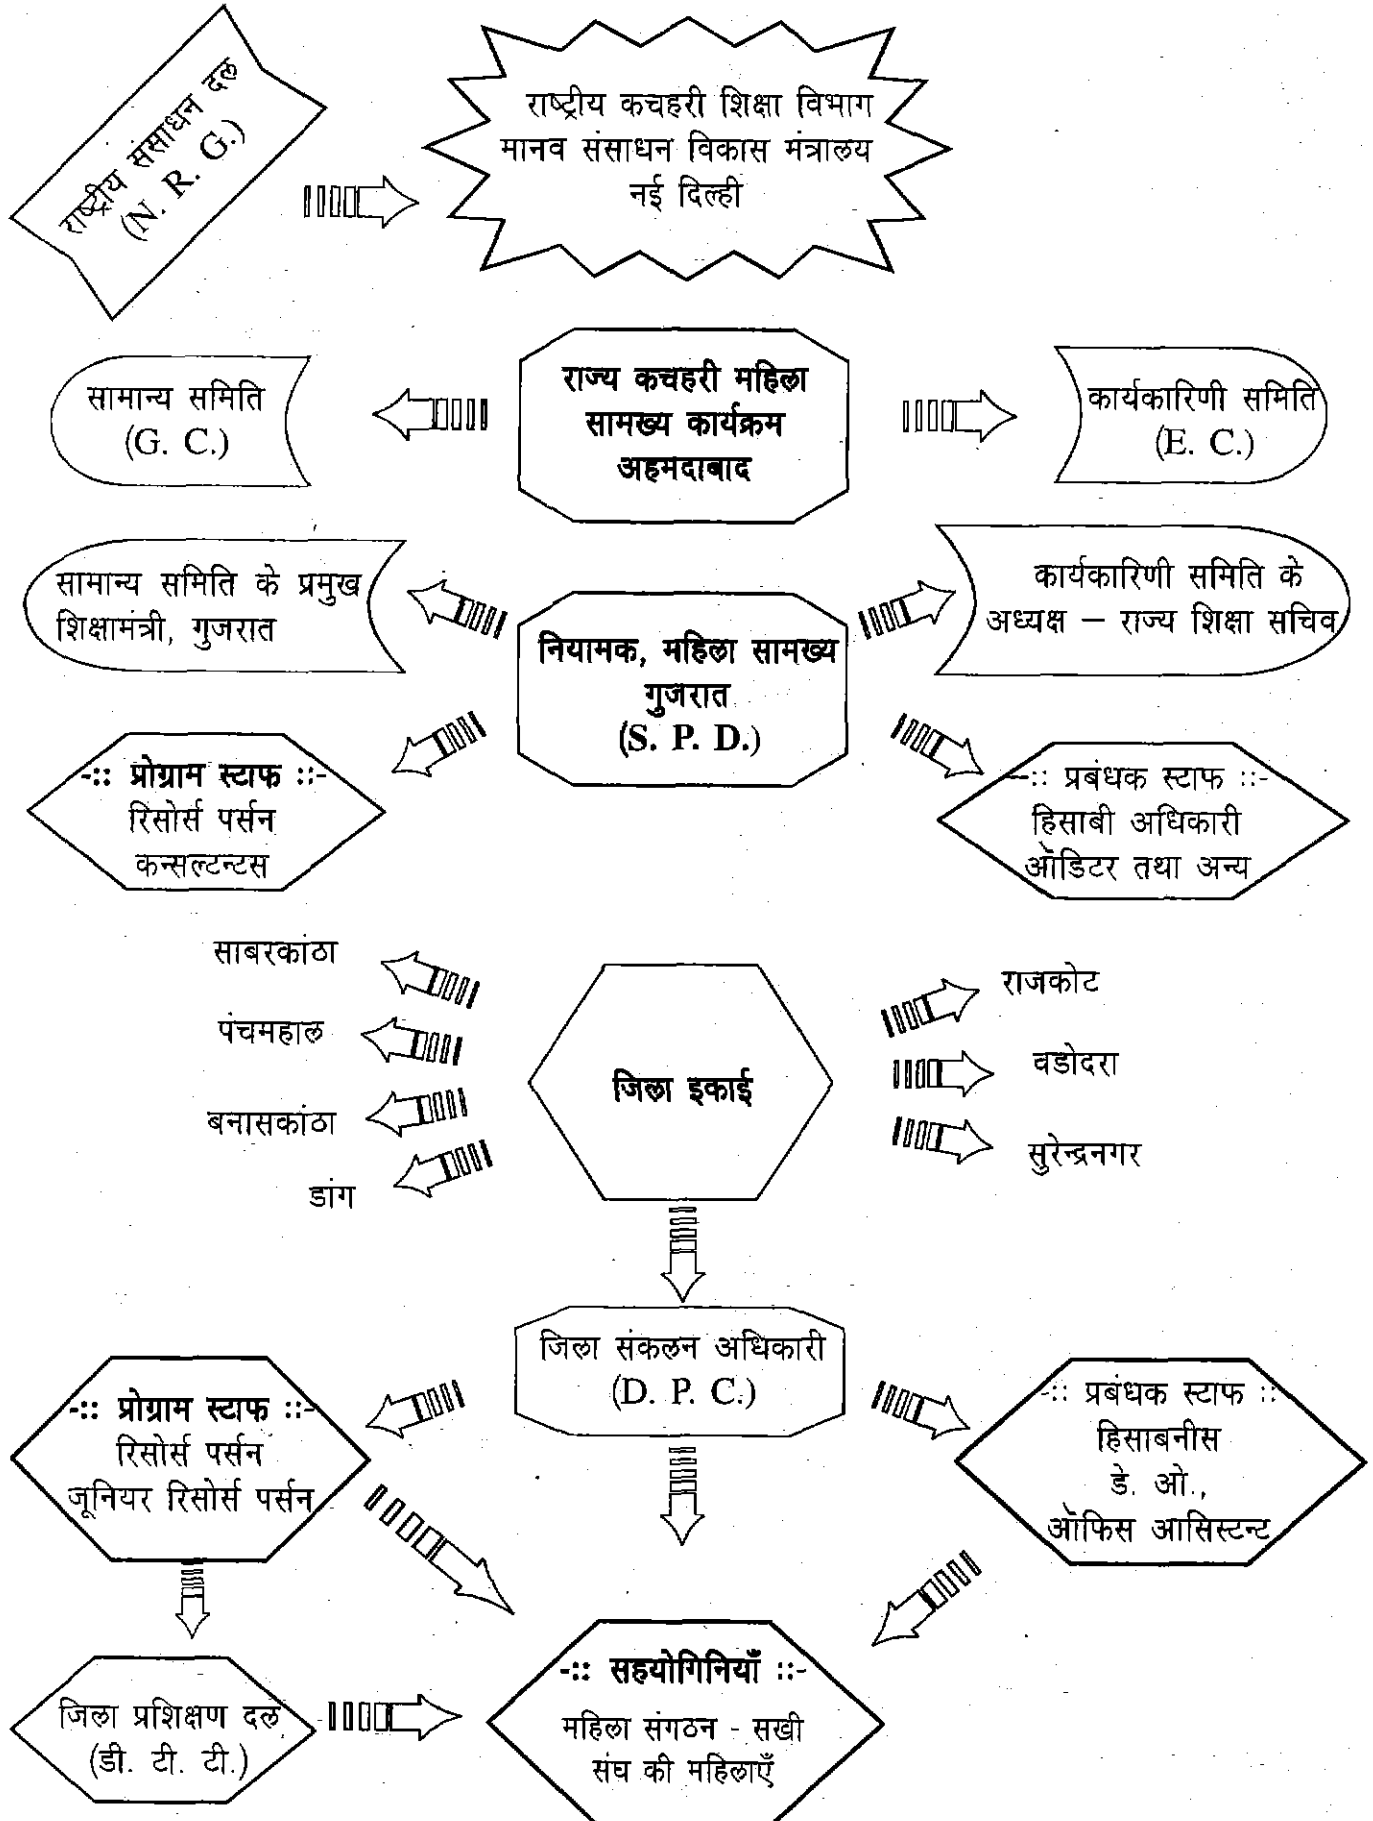 राष्ट्रीय संसाधन दल
(N. R. G.)
राष्ट्रीय कचहरी शिक्षा विभाग
मानव संसाधन विकास मंत्रालय
नई दिल्ही
सामान्य समिति
(G. C.)
राज्य कचहरी महिला
सामख्य कार्यक्रम
अहमदाबाद
कार्यकारिणी समिति
(E. C.)
सामान्य समिति के प्रमुख
शिक्षामंत्री, गुजरात
नियामक, महिला सामख्य
गुजरात
(S. P. D.)
कार्यकारिणी समिति के
अध्यक्ष – राज्य शिक्षा सचिव
-:: प्रोग्राम स्टाफ ::-
रिसोर्स पर्सन
कन्सल्टन्टस
-:: प्रबंधक स्टाफ ::-
हिसाबी अधिकारी
ऑडिटर तथा अन्य
साबरकांठा
पंचमहाल
बनासकांठा
डांग
जिला इकाई
राजकोट
वडोदरा
सुरेन्द्रनगर
जिला संकलन अधिकारी
(D. P. C.)
-:: प्रोग्राम स्टाफ ::-
रिसोर्स पर्सन
जूनियर रिसोर्स पर्सन
-:: प्रबंधक स्टाफ ::
हिसाबनीस
डे. ओ.,
ऑफिस आसिस्टन्ट
जिला प्रशिक्षण दल
(डी. टी. टी.)
-:: सहयोगिनियाँ ::-
महिला संगठन - सखी
संघ की महिलाएँ